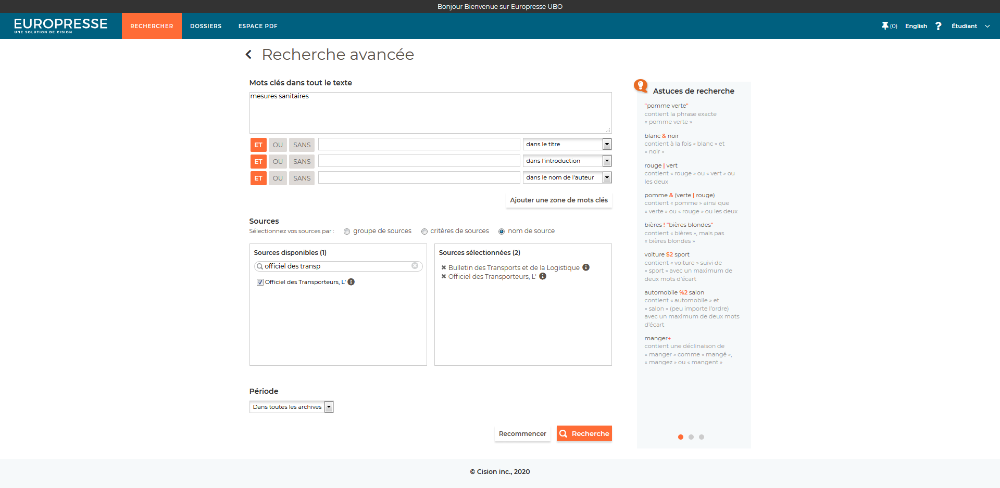 Bonjour Bienvenue sur Europresse UBO
EUROPRESSE
UNE SOLUTION DE CISION
RECHERCHER
DOSSIERS
ESPACE PDF
(0)
English
?
Étudiant
Recherche avancée
Mots clés dans tout le texte
mesures sanitaires
ET OU SANS dans le titre
ET OU SANS dans l'introduction
ET OU SANS dans le nom de l'auteur
Ajouter une zone de mots clés
Sources
Sélectionnez vos sources par : groupe de sources critères de sources nom de source
Sources disponibles (1)
officiel des transp
Officiel des Transporteurs, L'
Sources sélectionnées (2)
Bulletin des Transports et de la Logistique
Officiel des Transporteurs, L'
Période
Dans toutes les archives
Recommencer
Recherche
Astuces de recherche
"pomme verte"
contient la phrase exacte
« pomme verte »
blanc & noir
contient à la fois « blanc » et
« noir »
rouge | vert
contient « rouge » ou « vert » ou
les deux
pomme & (verte | rouge)
contient « pomme » ainsi que
« verte » ou « rouge » ou les deux
bières ! "bières blondes"
contient « bières », mais pas
« bières blondes »
voiture $2 sport
contient « voiture » suivi de
« sport » avec un maximum de
deux mots d'écart
automobile %2 salon
contient « automobile » et
« salon » (peu importe l'ordre)
avec un maximum de deux mots
d'écart
manger+
contient une déclinaison de
« manger » comme « mangé »,
« mangez » ou « mangent »
© Cision inc., 2020